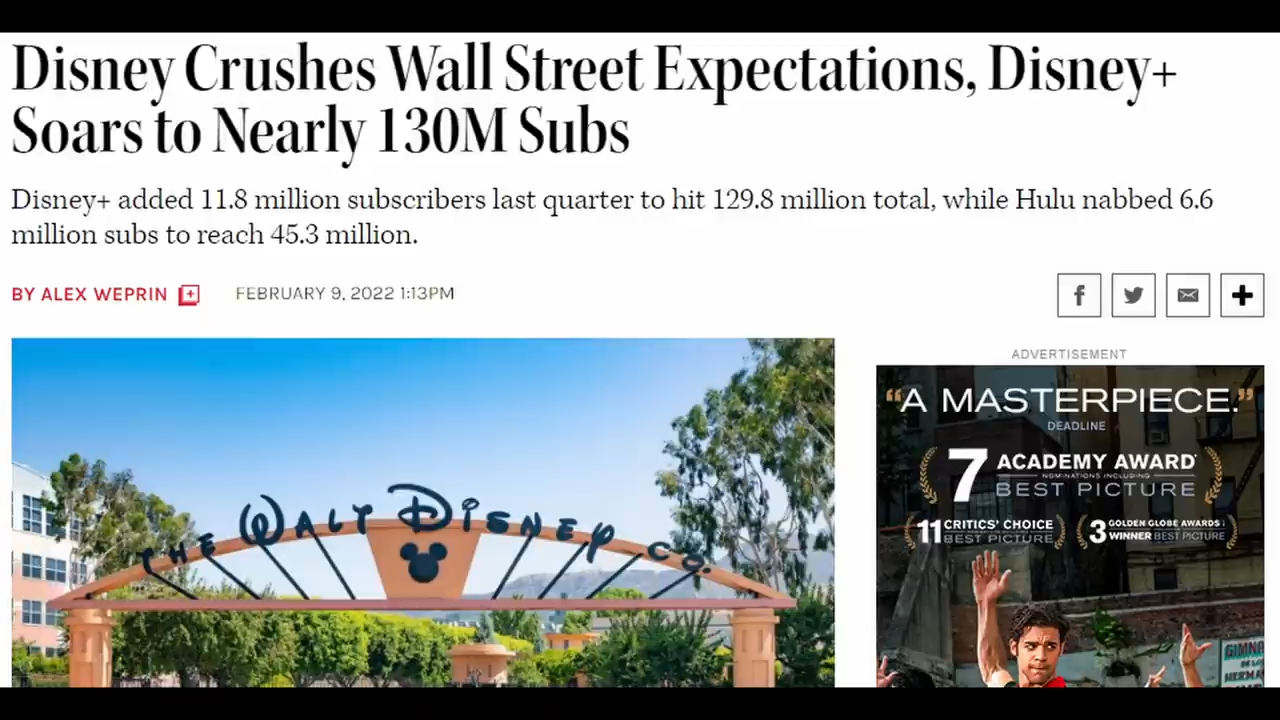 Disney Crushes Wall Street Expectations, Disney+
Soars to Nearly 130M Subs
Disney+ added 11.8 million subscribers last quarter to hit 129.8 million total, while Hulu nabbed 6.6
million subs to reach 45.3 million.
BY ALEX WEPRIN
FEBRUARY 9, 2022 1:13PM
ADVERTISEMENT
THE WALT DISNEY CO.
“A MASTERPIECE.”
DEADLINE
7 ACADEMY AWARD
NOMINATIONS INCLUDING
BEST PICTURE
11 CRITICS' CHOICE
BEST PICTURE
3 GOLDEN GLOBE AWARDS
WINNER BEST PICTURE